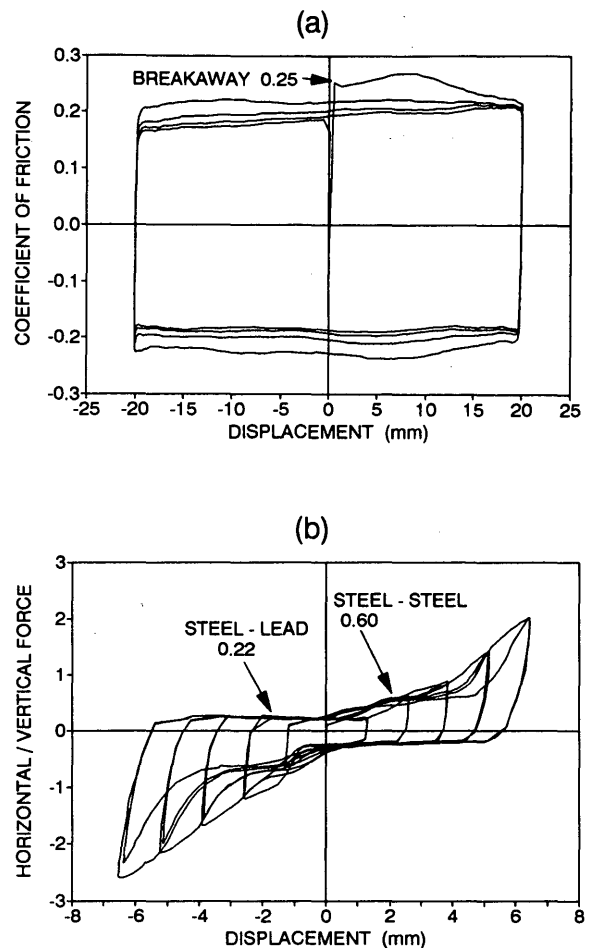 (a)
0.3
BREAKAWAY 0.25
0.2
0.1
0.0
-0.1
-0.2
-0.3
COEFFICIENT OF FRICTION
-25 -20 -15 -10 -5 0 5 10 15 20 25
DISPLACEMENT (mm)
(b)
3
2
1
0
-1
-2
-3
HORIZONTAL / VERTICAL FORCE
STEEL - LEAD
0.22
STEEL - STEEL
0.60
-8 -6 -4 -2 0 2 4 6 8
DISPLACEMENT (mm)